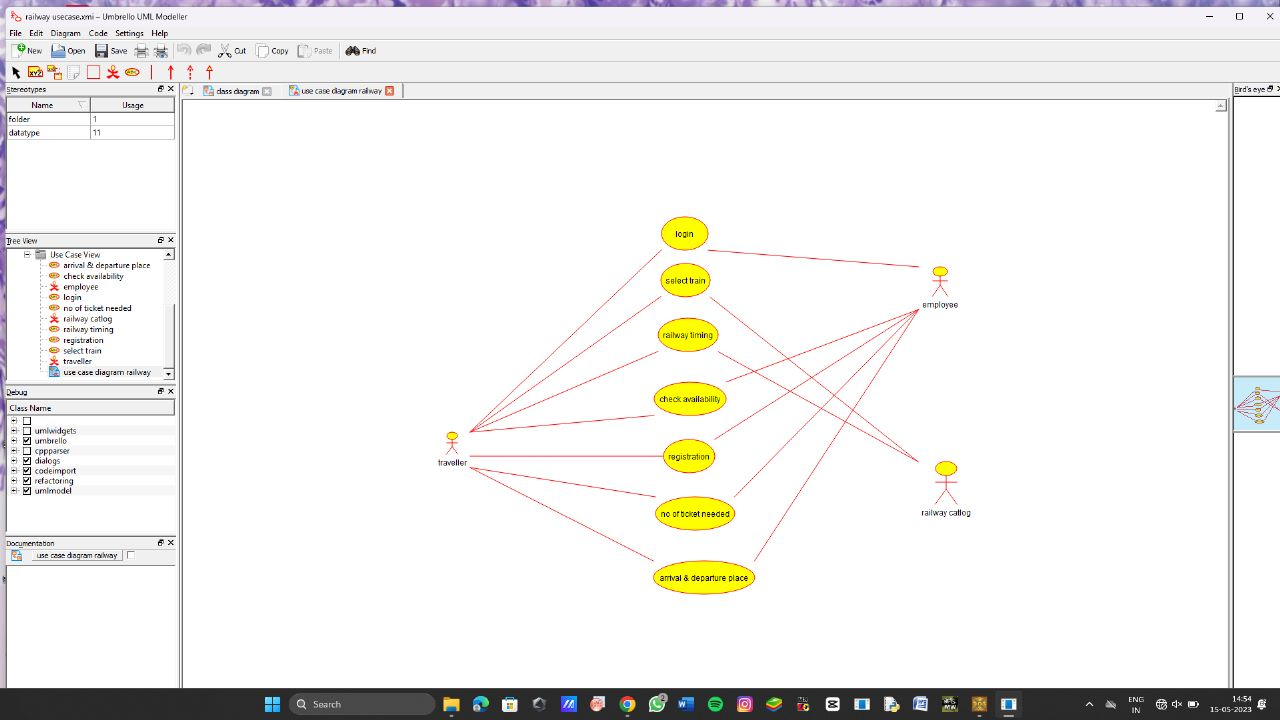 railway usecase.xmi – Umbrello UML Modeller
File Edit Diagram Code Settings Help
New Open Save Cut Copy Paste Find
XYZ
Stereotypes
class diagram use case diagram railway
Bird's eye
Name Usage
folder 1
datatype 11
Tree View
Use Case View
arrival & departure place
check availability
employee
login
no of ticket needed
railway catlog
railway timing
registration
select train
traveller
use case diagram railway
Debug
Class Name
umlwidgets
umbrello
cppparser
dialogs
codeimport
refactoring
umlmodel
Documentation
use case diagram railway
login
select train
railway timing
check availability
registration
no of ticket needed
arrival & departure place
traveller
employee
railway catlog
Search
2
ENG
IN
14:54
15-05-2023